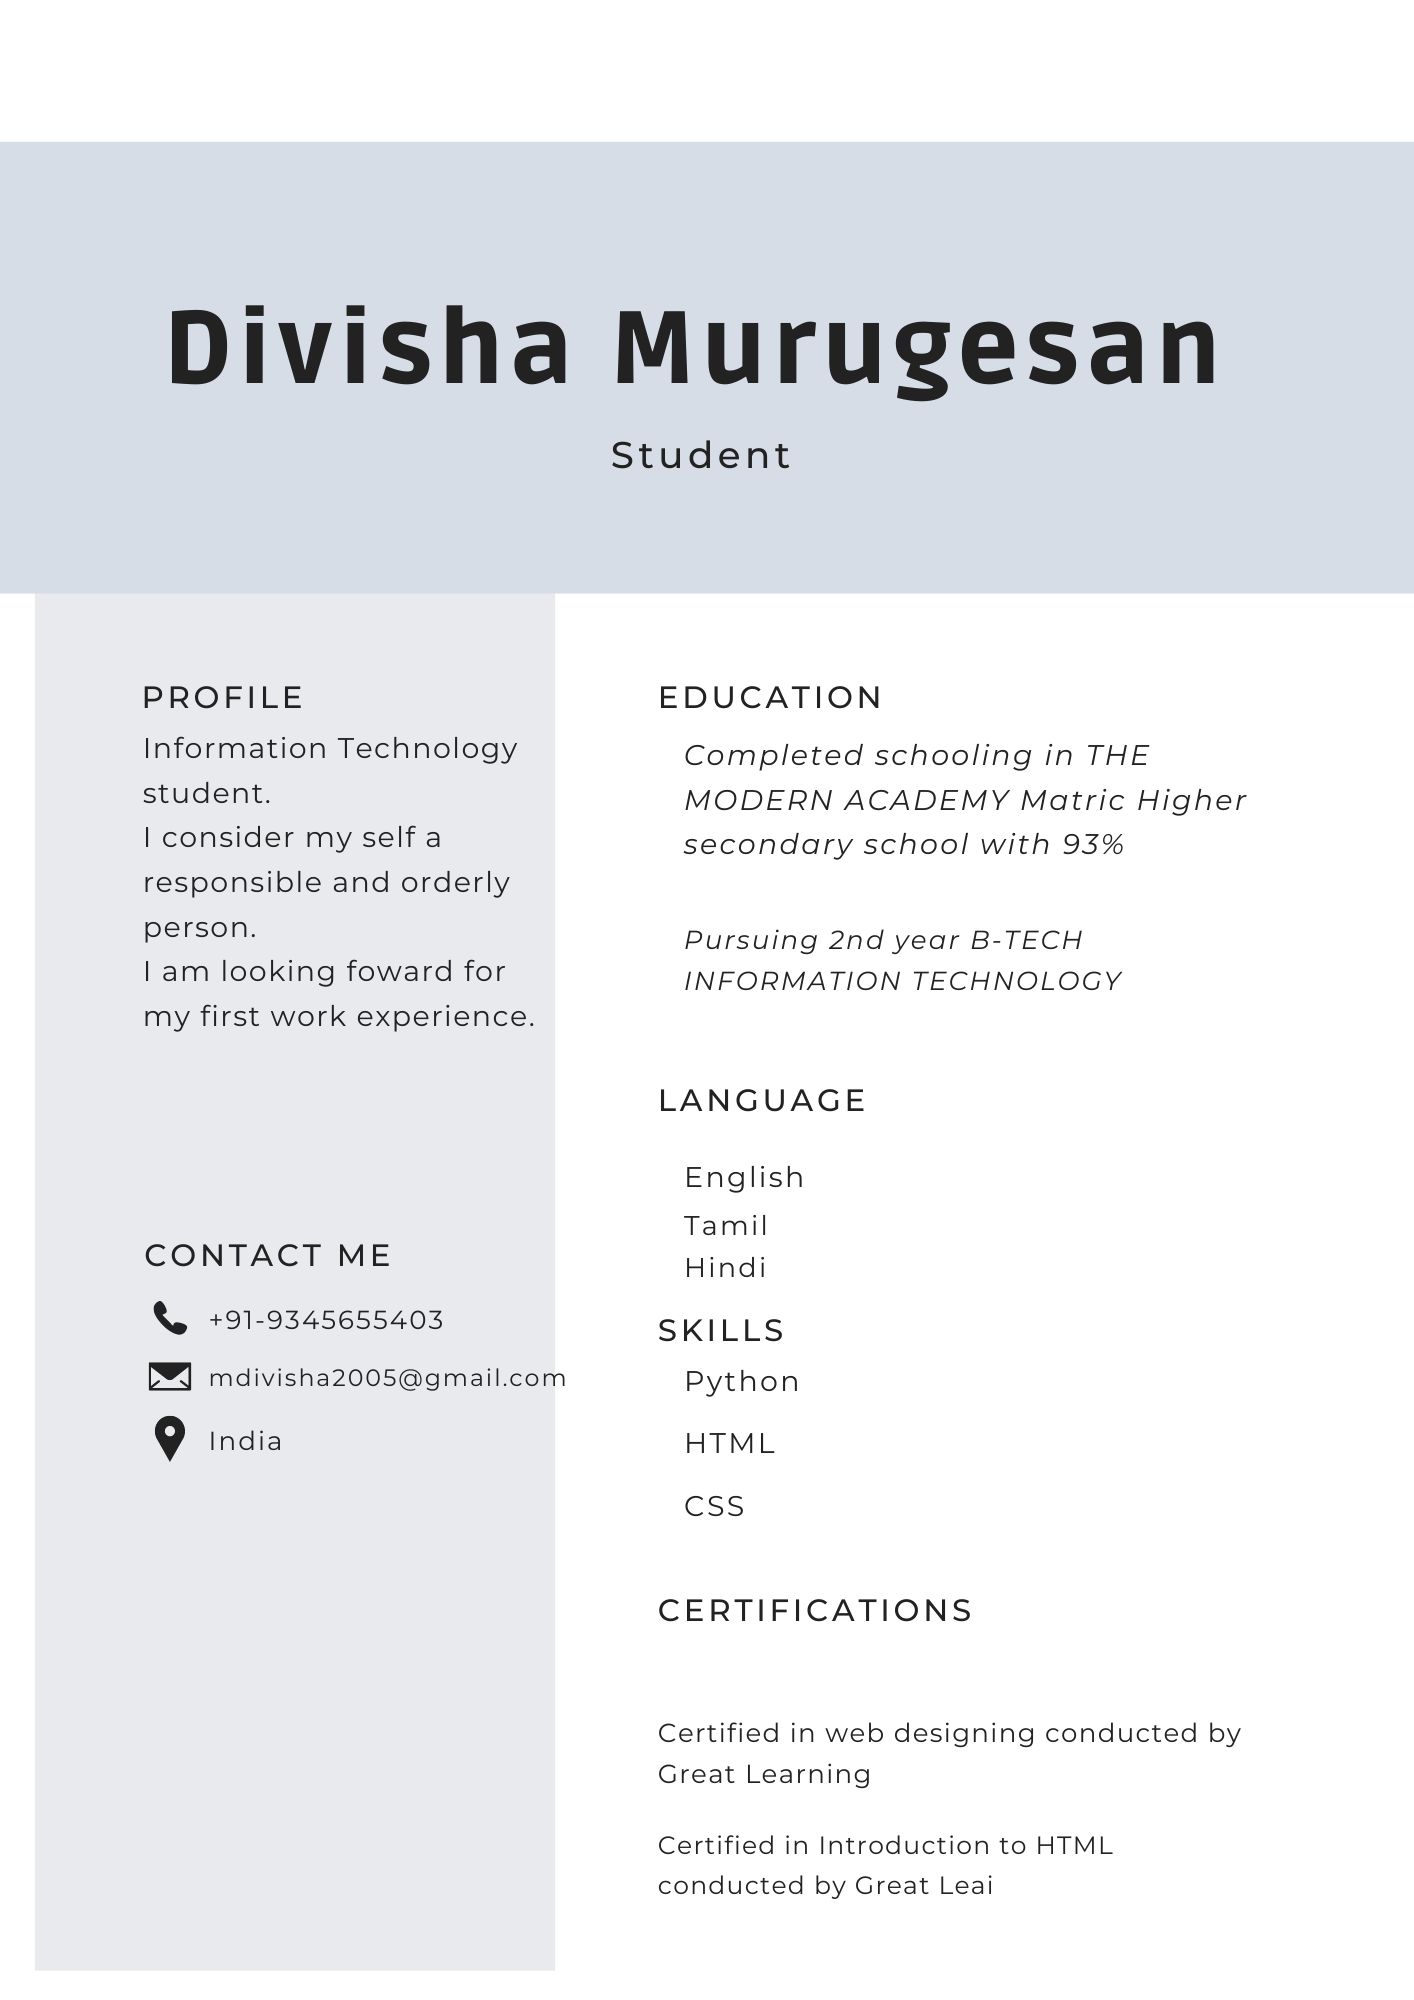 Divisha Murugesan
Student
PROFILE
Information Technology
student.
I consider my self a
responsible and orderly
person.
I am looking foward for
my first work experience.
CONTACT ME
+91-9345655403
mdivisha2005@gmail.com
India
EDUCATION
Completed schooling in THE
MODERN ACADEMY Matric Higher
secondary school with 93%
Pursuing 2nd year B-TECH
INFORMATION TECHNOLOGY
LANGUAGE
English
Tamil
Hindi
SKILLS
Python
HTML
CSS
CERTIFICATIONS
Certified in web designing conducted by
Great Learning
Certified in Introduction to HTML
conducted by Great Leai